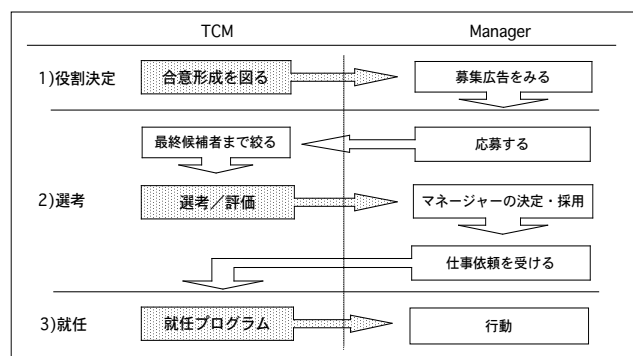 TCM Manager
1)役割決定 合意形成を図る 募集広告をみる
最終候補者まで絞る 応募する
2)選考 選考／評価 マネージャーの決定・採用
仕事依頼を受ける
3)就任 就任プログラム 行動